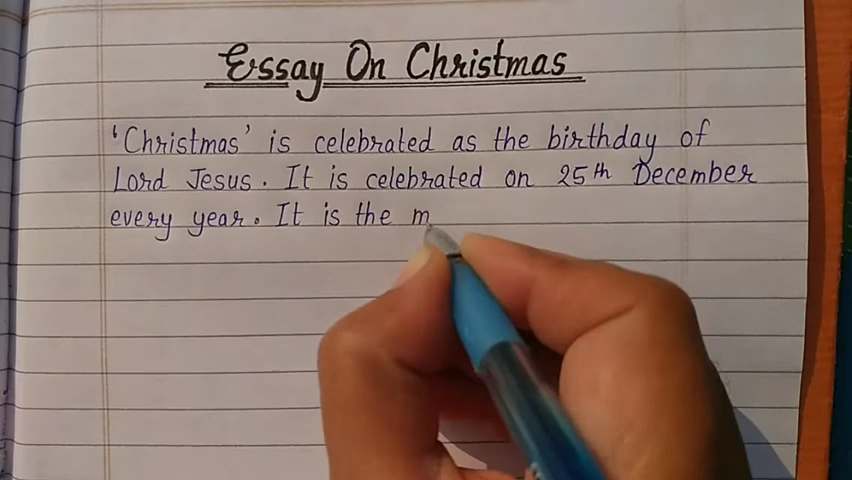 Essay On Christmas
'Christmas' is celebrated as the birthday of
Lord Jesus. It is celebrated on 25th December
every year. It is the m